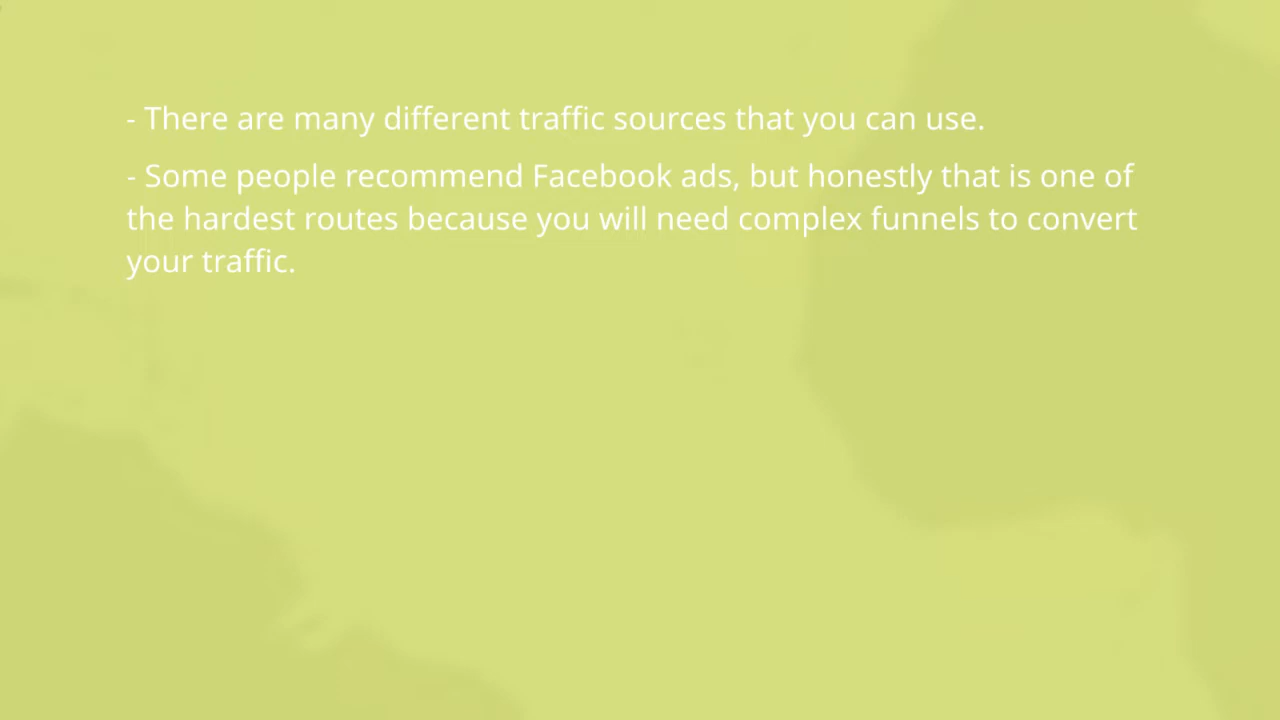 - There are many different traffic sources that you can use.
- Some people recommend Facebook ads, but honestly that is one of
the hardest routes because you will need complex funnels to convert
your traffic.